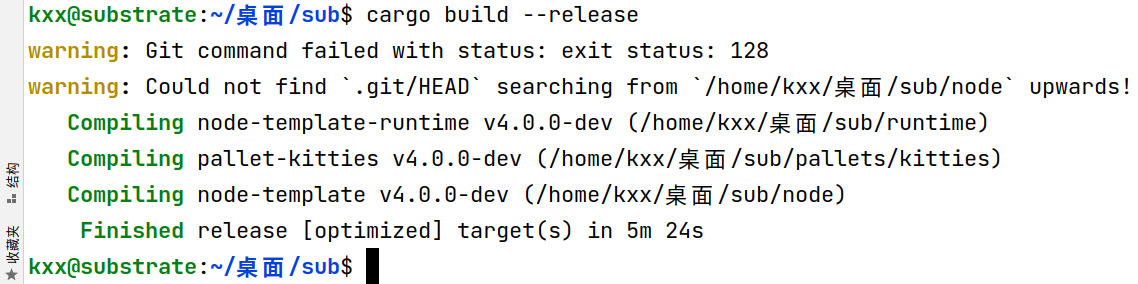 kxx@substrate:~/桌面/sub$ cargo build --release
warning: Git command failed with status: exit status: 128
warning: Could not find `.git/HEAD` searching from `/home/kxx/桌面/sub/node` upwards!
Compiling node-template-runtime v4.0.0-dev (/home/kxx/桌面/sub/runtime)
Compiling pallet-kitties v4.0.0-dev (/home/kxx/桌面/sub/pallets/kitties)
Compiling node-template v4.0.0-dev (/home/kxx/桌面/sub/node)
Finished release [optimized] target(s) in 5m 24s
kxx@substrate:~/桌面/sub$
结构
收藏夹